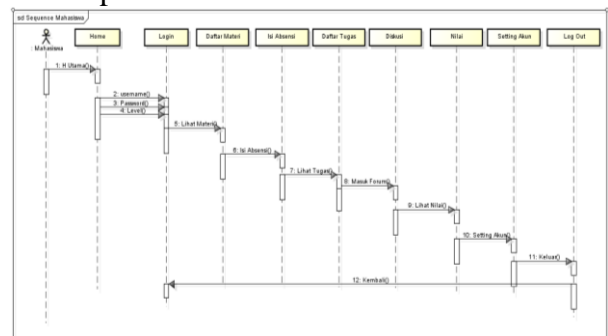 sd Sequence Mahasiswa
: Mahasiswa
Home
Login
Daftar Materi
Isi Absensi
Daftar Tugas
Diskusi
Nilai
Setting Akun
Log Out
1: H.Utama()
2: username()
3: Password()
4: Level()
5: Lihat Materi()
6: Isi Absensi()
7: Lihat Tugas()
8: Masuk Forum()
9: Lihat Nilai()
10: Setting Akun()
11: Keluar()
12: Kembali()